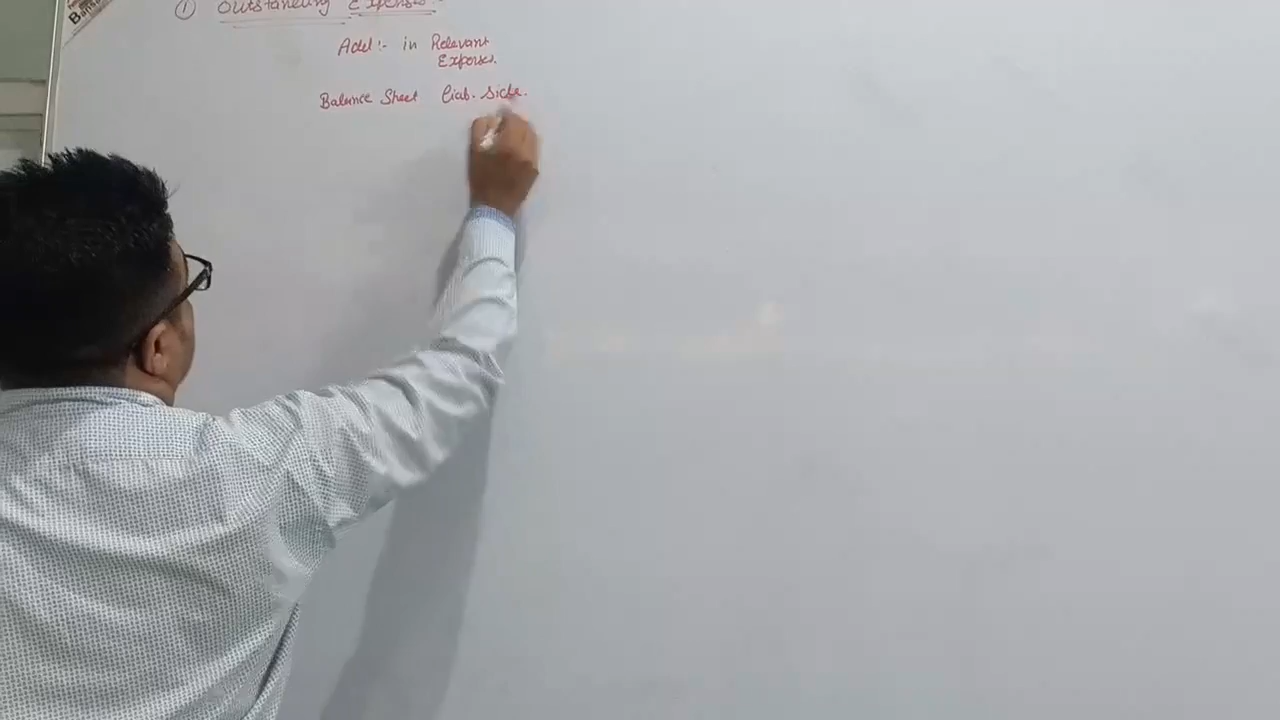 ① Outstanding Expenses:-
Add:- in Relevant
Expenses.
Balance Sheet Liab. side.